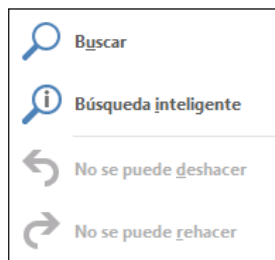 Buscar
Búsqueda inteligente
No se puede deshacer
No se puede rehacer